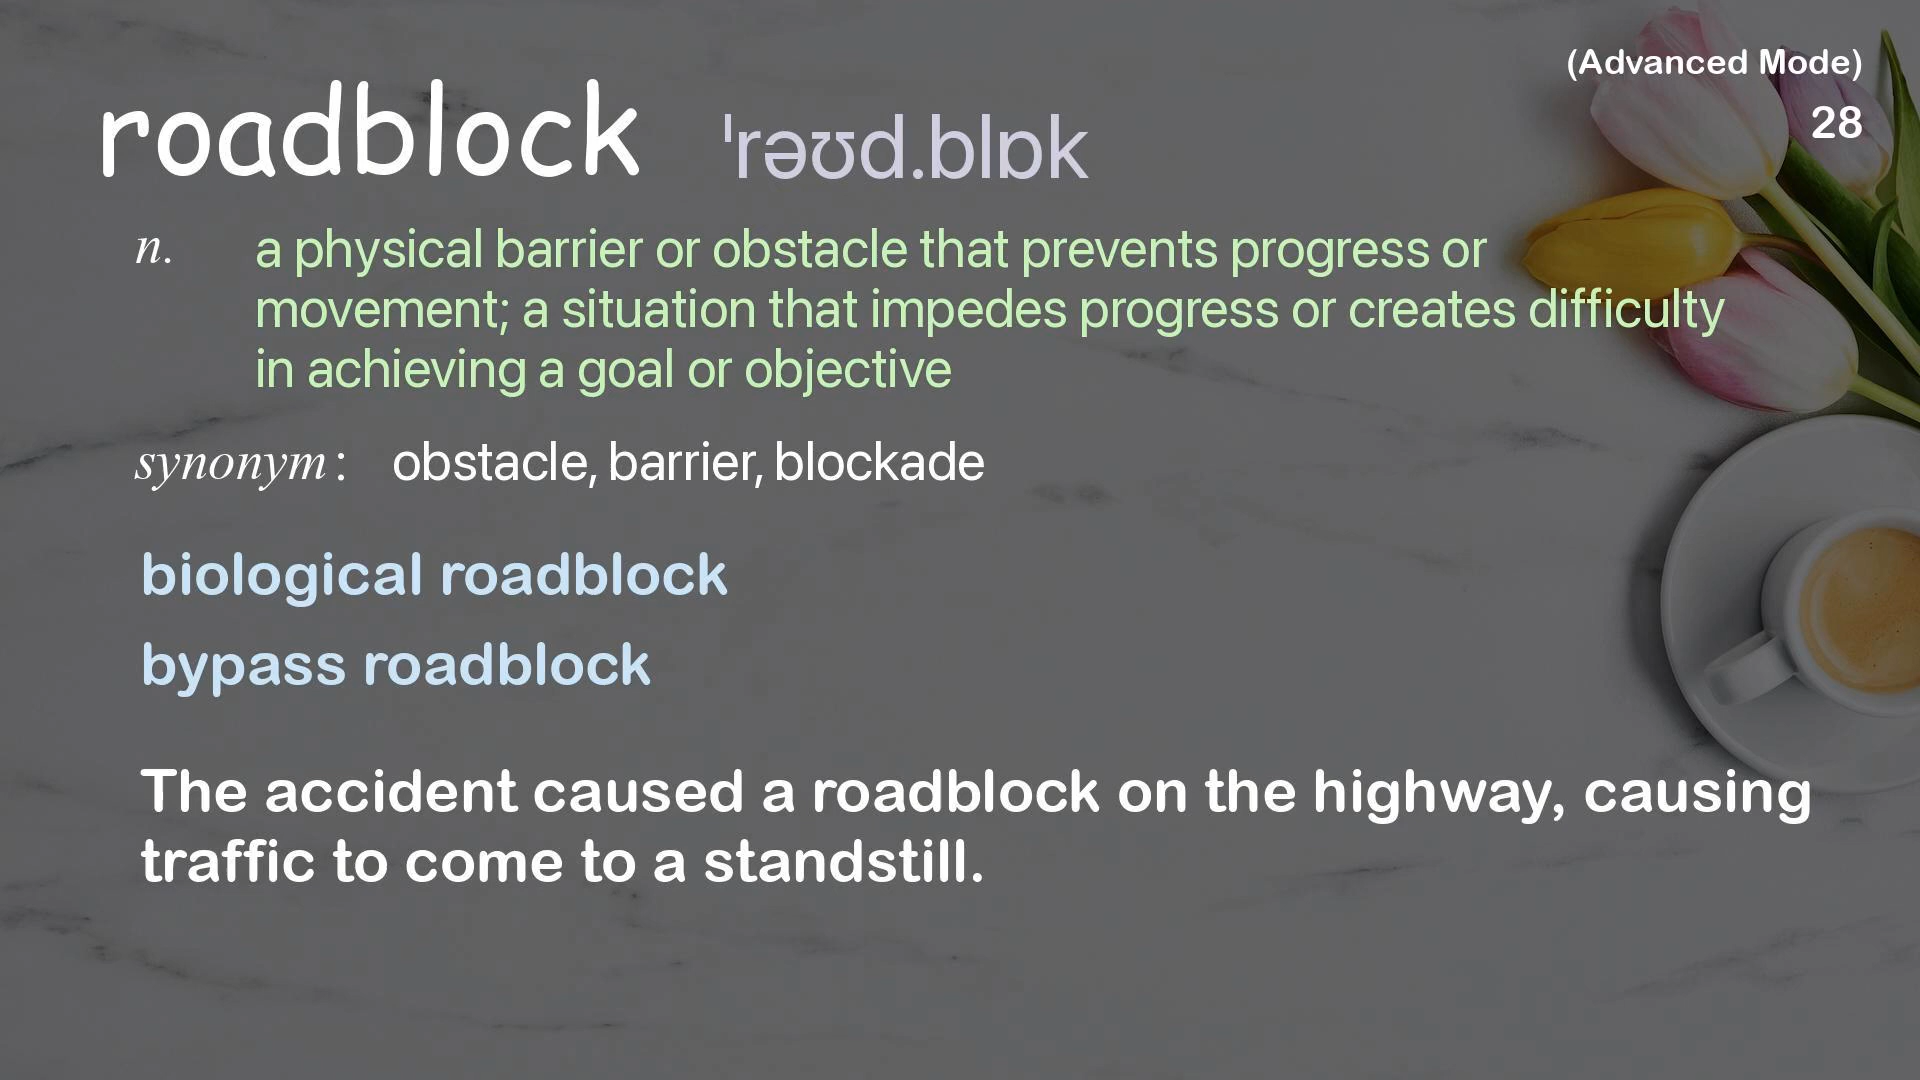 (Advanced Mode)
28
roadblock ˈrəʊd.blɒk
n. a physical barrier or obstacle that prevents progress or
movement; a situation that impedes progress or creates difficulty
in achieving a goal or objective
synonym: obstacle, barrier, blockade
biological roadblock
bypass roadblock
The accident caused a roadblock on the highway, causing
traffic to come to a standstill.